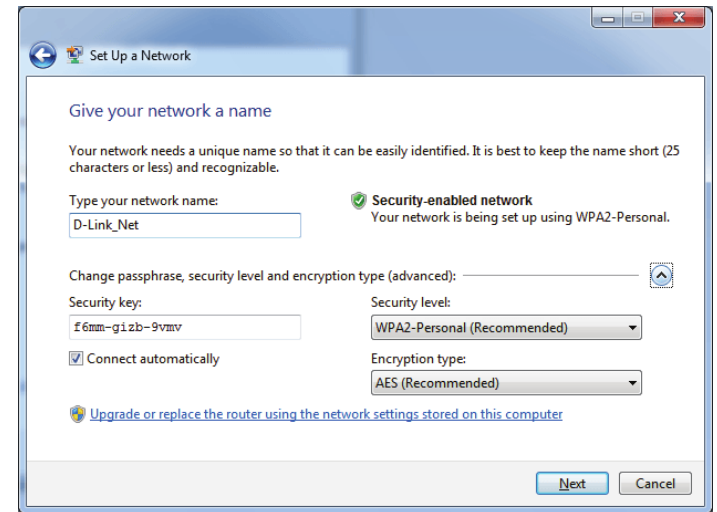 Set Up a Network
Give your network a name
Your network needs a unique name so that it can be easily identified. It is best to keep the name short (25
characters or less) and recognizable.
Type your network name:
D-Link_Net
Security-enabled network
Your network is being set up using WPA2-Personal.
Change passphrase, security level and encryption type (advanced):
Security key:
f6mm-gizb-9vmv
Security level:
WPA2-Personal (Recommended)
Connect automatically
Encryption type:
AES (Recommended)
Upgrade or replace the router using the network settings stored on this computer
Next
Cancel